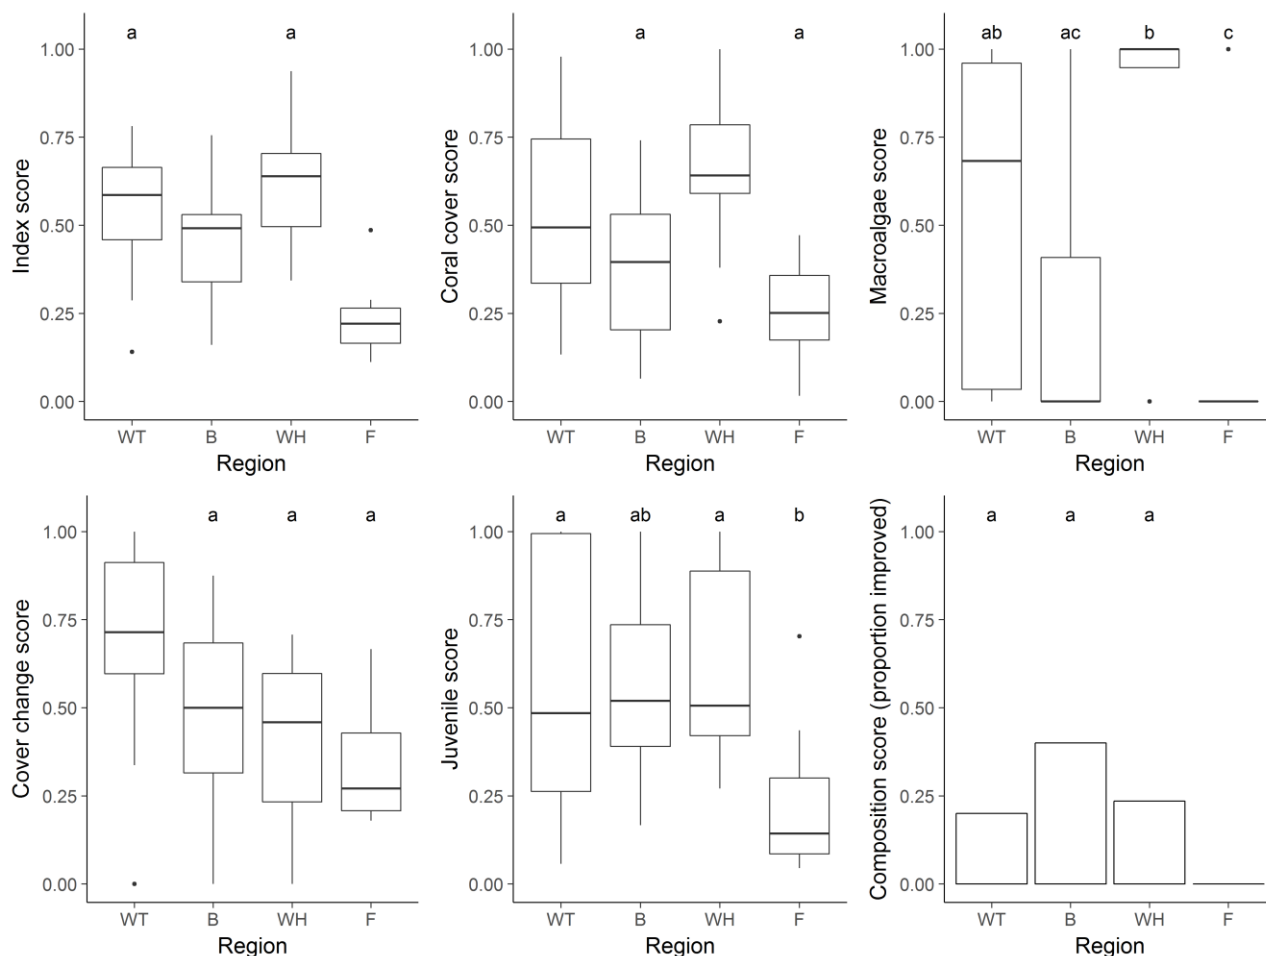 a a
1.00
0.75
0.50
0.25
0.00
Index score
WT B WH F
Region
a a
1.00
0.75
0.50
0.25
0.00
Coral cover score
WT B WH F
Region
ab ac b c
1.00
0.75
0.50
0.25
0.00
Macroalgae score
WT B WH F
Region
a a a
1.00
0.75
0.50
0.25
0.00
Cover change score
WT B WH F
Region
a ab a b
1.00
0.75
0.50
0.25
0.00
Juvenile score
WT B WH F
Region
a a a
1.00
0.75
0.50
0.25
0.00
Composition score (proportion improved)
WT B WH F
Region